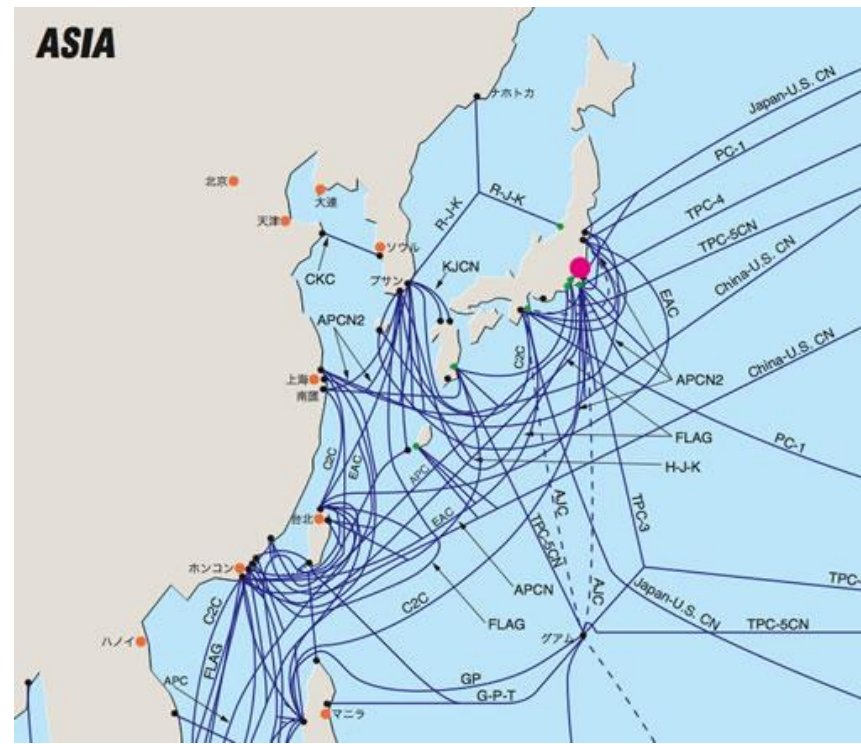 ASIA
ナホトカ
Japan-U.S. CN
PC-1
北京
大連
R-J-K
R-J-K
TPC-4
天津
ソウル
TPC-5CN
CKC
プサン
KJCN
China-U.S. CN
EAC
APCN2
C2C
China-U.S. CN
上海
APCN2
南匯
FLAG
PC-1
C2C
EAC
APC
H-J-K
台北
EAC
AJC
TPC-3
TPC-5CN
ホンコン
APCN
AJC
TPC-
C2C
C2C
FLAG
Japan-U.S. CN
グアム
TPC-5CN
ハノイ
FLAG
APC
GP
G-P-T
マニラ